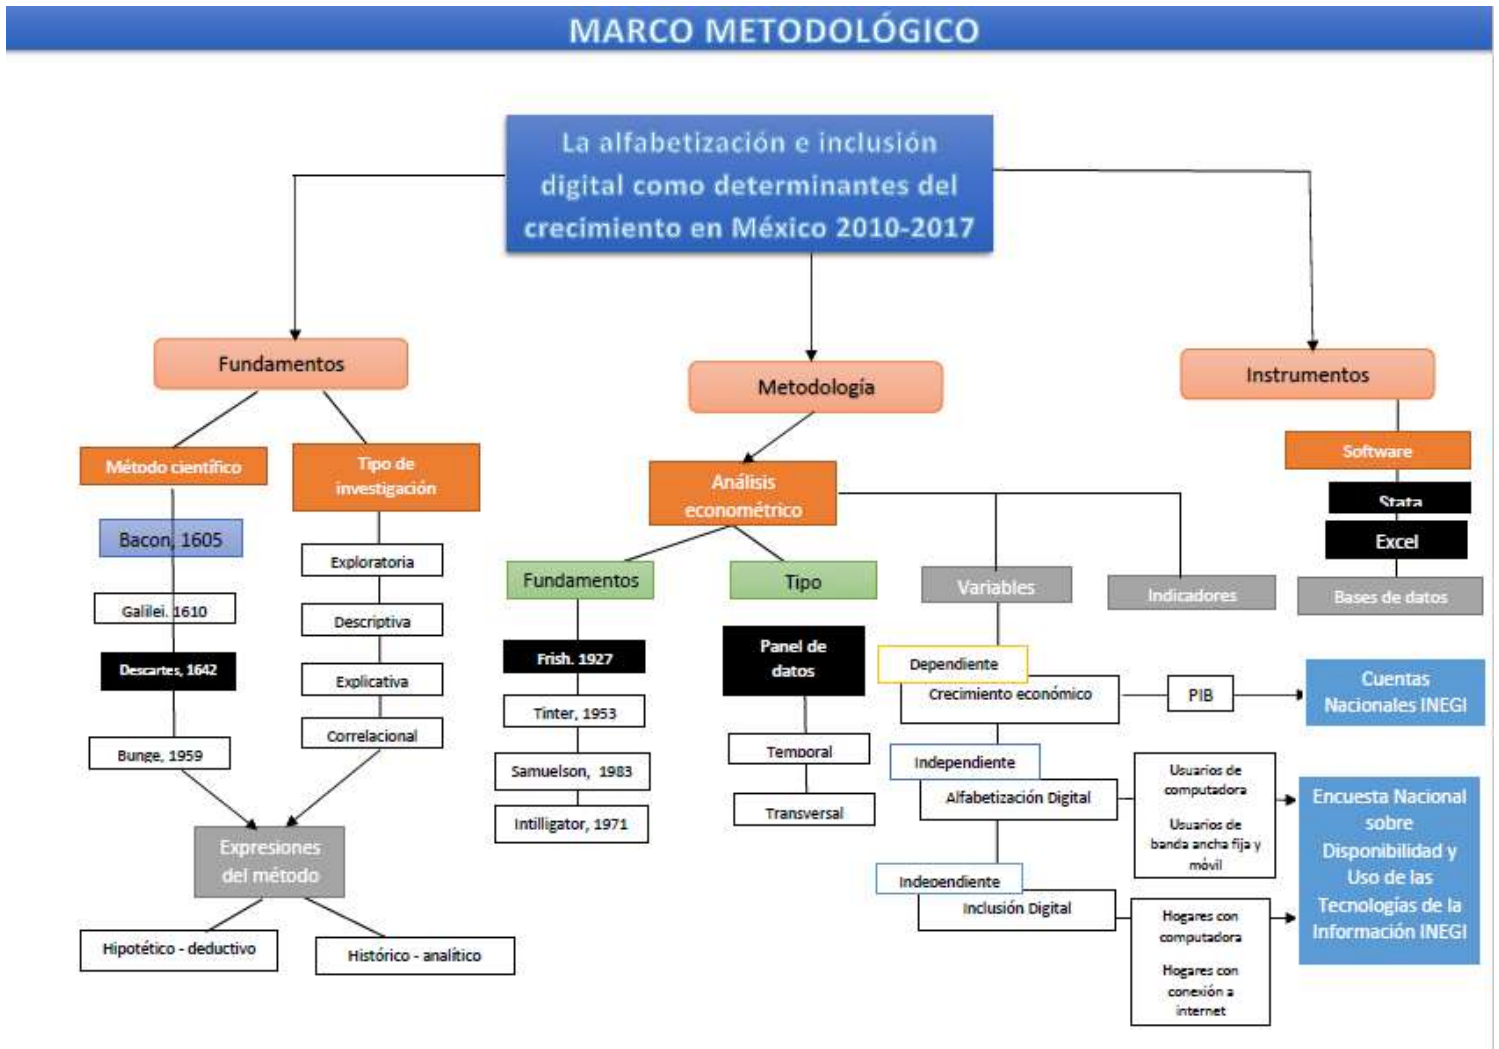 MARCO METODOLÓGICO
La alfabetización e inclusión
digital como determinantes del
crecimiento en México 2010-2017
Fundamentos
Metodología
Instrumentos
Método científico
Bacon, 1605
Galilei. 1610
Descartes, 1642
Bunge, 1959
Tipo de
investigación
Exploratoria
Descriptiva
Explicativa
Correlacional
Expresiones
del método
Hipotético - deductivo
Histórico - analítico
Análisis
econométrico
Fundamentos
Frish. 1927
Tinter, 1953
Samuelson, 1983
Intilligator, 1971
Tipo
Panel de
datos
Temporal
Transversal
Variables
Indicadores
Dependiente
Crecimiento económico
PIB
Independiente
Alfabetización Digital
Usuarios de
computadora
Usuarios de
banda ancha fija y
móvil
Independiente
Inclusión Digital
Hogares con
computadora
Hogares con
conexión a
internet
Software
Stata
Excel
Bases de datos
Cuentas
Nacionales INEGI
Encuesta Nacional
sobre
Disponibilidad y
Uso de las
Tecnologías de la
Información INEGI